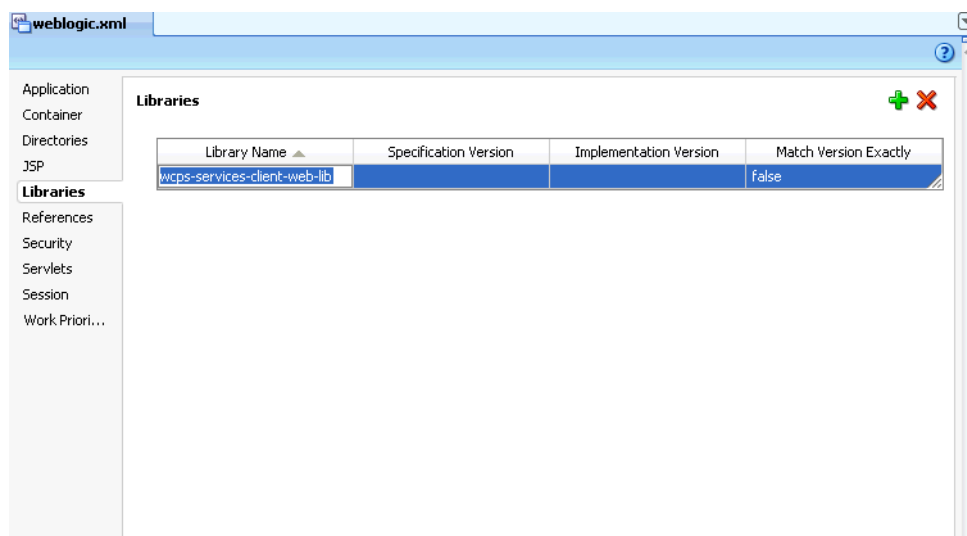 weblogic.xml
Application
Container
Directories
JSP
Libraries
References
Security
Servlets
Session
Work Priori...
Libraries
Library Name Specification Version Implementation Version Match Version Exactly
wcps-services-client-web-lib false